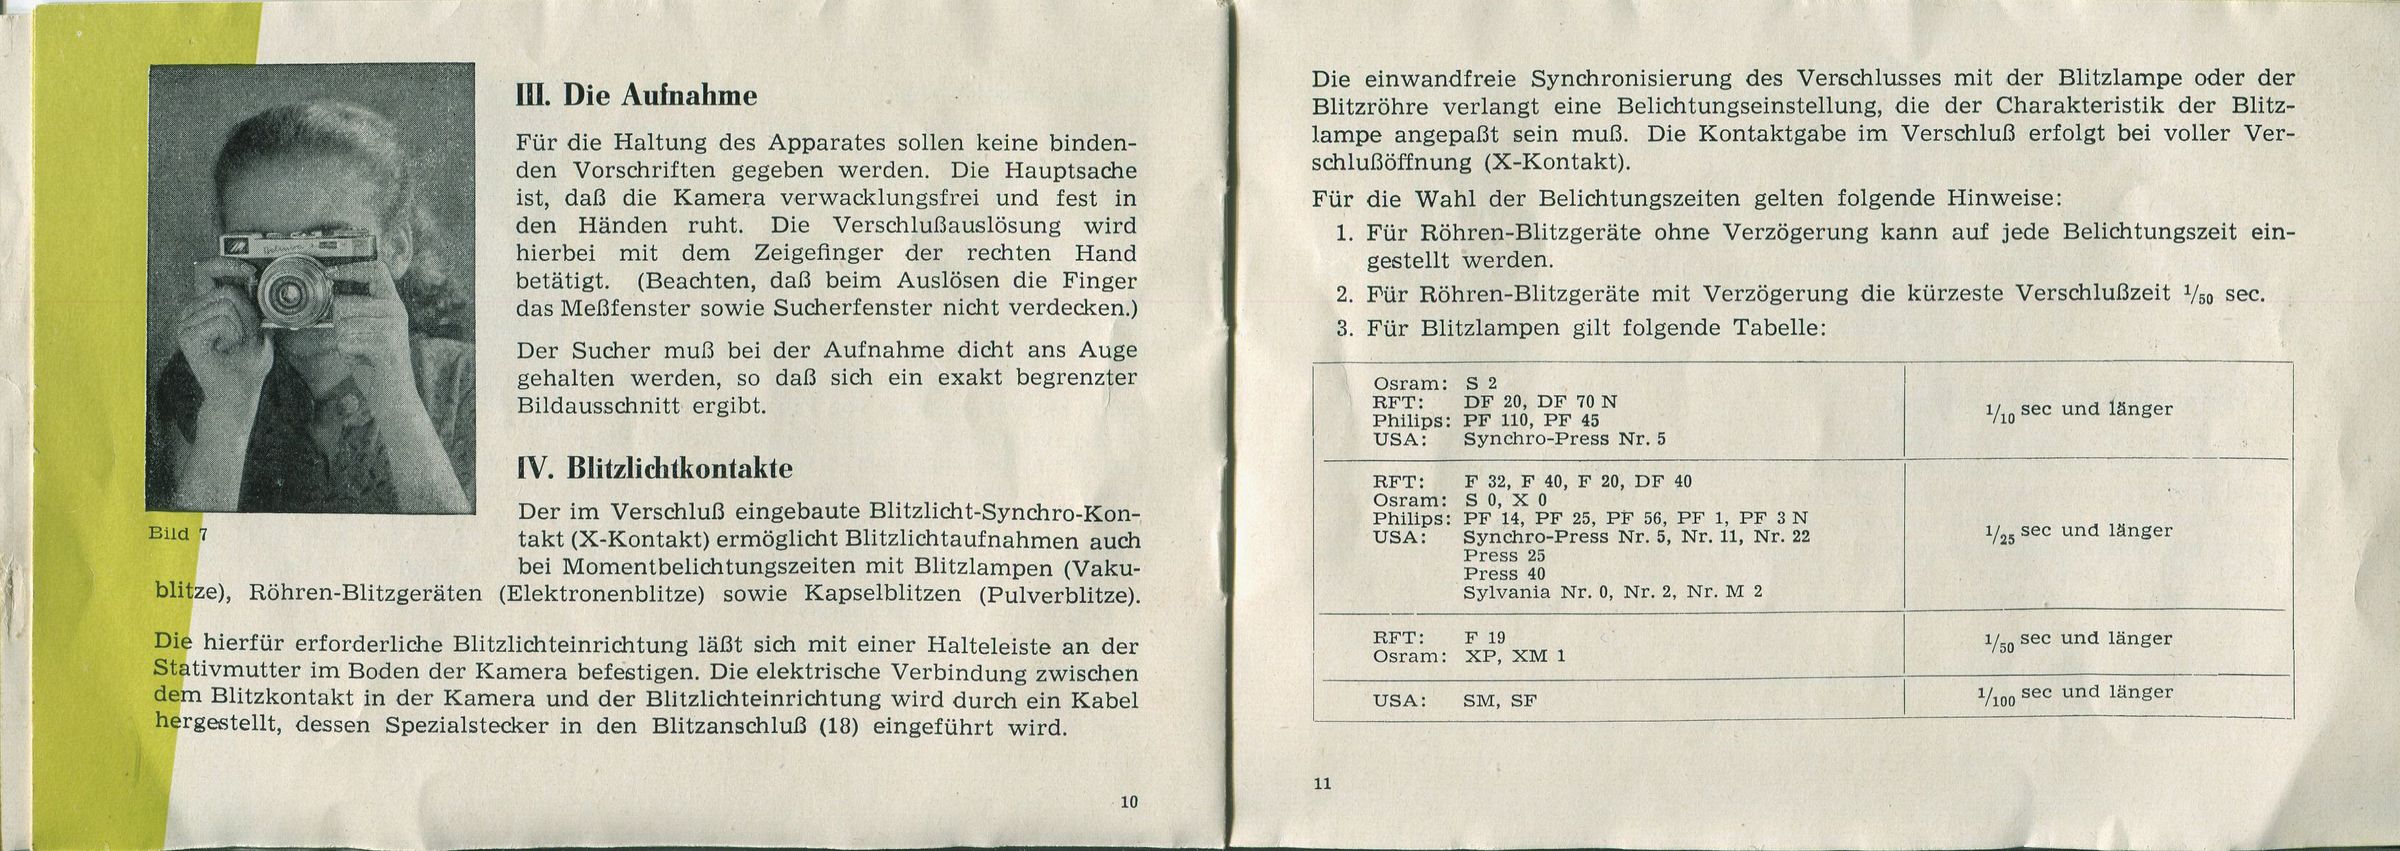 III. Die Aufnahme
Für die Haltung des Apparates sollen keine binden-
den Vorschriften gegeben werden. Die Hauptsache
ist, daß die Kamera verwacklungsfrei und fest in
den Händen ruht. Die Verschlußauslösung wird
hierbei mit dem Zeigefinger der rechten Hand
betätigt. (Beachten, daß beim Auslösen die Finger
das Meßfenster sowie Sucherfenster nicht verdecken.)
Der Sucher muß bei der Aufnahme dicht ans Auge
gehalten werden, so daß sich ein exakt begrenzter
Bildausschnitt ergibt.
IV. Blitzlichtkontakte
Bild 7
Der im Verschluß eingebaute Blitzlicht-Synchro-Kon-
takt (X-Kontakt) ermöglicht Blitzlichtaufnahmen auch
bei Momentbelichtungszeiten mit Blitzlampen (Vaku-
blitze), Röhren-Blitzgeräten (Elektronenblitze) sowie Kapselblitzen (Pulverblitze).
Die hierfür erforderliche Blitzlichteinrichtung läßt sich mit einer Halteleiste an der
Stativmutter im Boden der Kamera befestigen. Die elektrische Verbindung zwischen
dem Blitzkontakt in der Kamera und der Blitzlichteinrichtung wird durch ein Kabel
hergestellt, dessen Spezialstecker in den Blitzanschluß (18) eingeführt wird.
10
Die einwandfreie Synchronisierung des Verschlusses mit der Blitzlampe oder der
Blitzröhre verlangt eine Belichtungseinstellung, die der Charakteristik der Blitz-
lampe angepaßt sein muß. Die Kontaktgabe im Verschluß erfolgt bei voller Ver-
schlußöffnung (X-Kontakt).
Für die Wahl der Belichtungszeiten gelten folgende Hinweise:
1. Für Röhren-Blitzgeräte ohne Verzögerung kann auf jede Belichtungszeit ein-
gestellt werden.
2. Für Röhren-Blitzgeräte mit Verzögerung die kürzeste Verschlußzeit 1/50 sec.
3. Für Blitzlampen gilt folgende Tabelle:
Osram: S 2
RFT: DF 20, DF 70 N
Philips: PF 110, PF 45
USA: Synchro-Press Nr. 5
1/10 sec und länger
RFT: F 32, F 40, F 20, DF 40
Osram: S 0, X 0
Philips: PF 14, PF 25, PF 56, PF 1, PF 3 N
USA: Synchro-Press Nr. 5, Nr. 11, Nr. 22
Press 25
Press 40
Sylvania Nr. 0, Nr. 2, Nr. M 2
1/25 sec und länger
RFT: F 19
Osram: XP, XM 1
1/50 sec und länger
USA: SM, SF
1/100 sec und länger
11